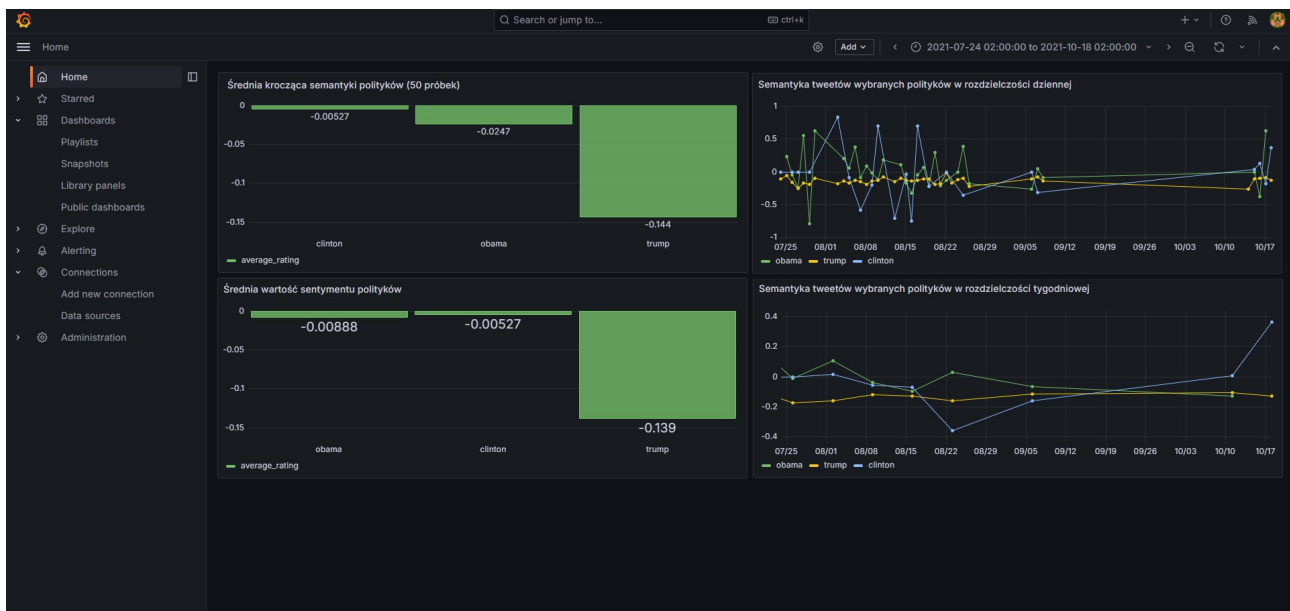 Search or jump to...
ctrl+k
Home
Add
2021-07-24 02:00:00 to 2021-10-18 02:00:00
Home
Starred
Dashboards
Playlists
Snapshots
Library panels
Public dashboards
Explore
Alerting
Connections
Add new connection
Data sources
Administration
Średnia krocząca semantyki polityków (50 próbek)
0
-0.05
-0.1
-0.15
-0.00527
-0.0247
-0.144
clinton obama trump
average_rating
Semantyka tweetów wybranych polityków w rozdzielczości dziennej
1
0.5
0
-0.5
-1
07/25 08/01 08/08 08/15 08/22 08/29 09/05 09/12 09/19 09/26 10/03 10/10 10/17
obama trump clinton
Średnia wartość sentymentu polityków
0
-0.05
-0.1
-0.15
-0.00888
-0.00527
-0.139
obama clinton trump
average_rating
Semantyka tweetów wybranych polityków w rozdzielczości tygodniowej
0.4
0.2
0
-0.2
-0.4
07/25 08/01 08/08 08/15 08/22 08/29 09/05 09/12 09/19 09/26 10/03 10/10 10/17
obama trump clinton